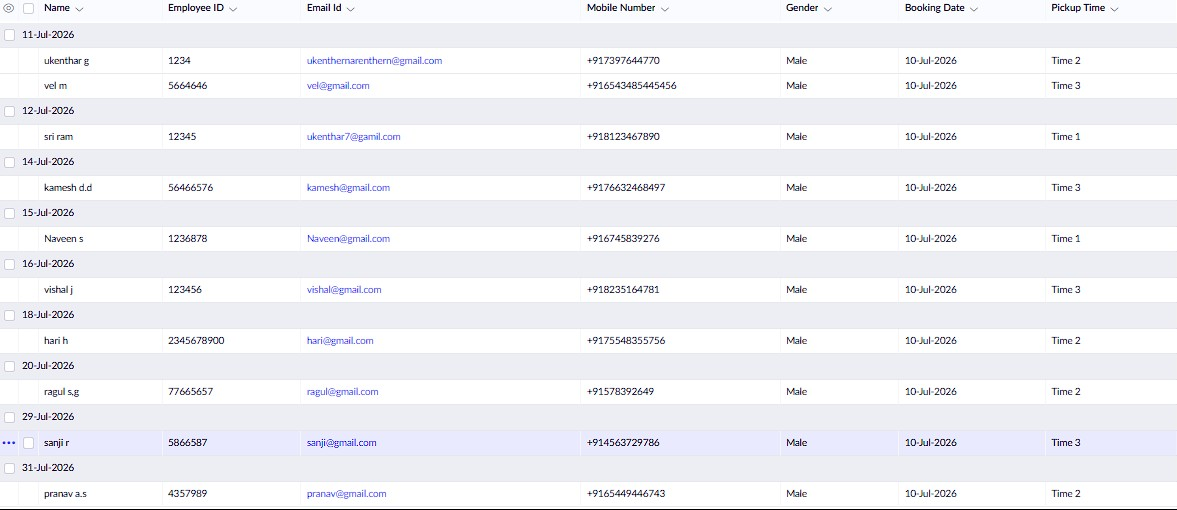 Name Employee ID Email Id Mobile Number Gender Booking Date Pickup Time
11-Jul-2026
ukenthar g 1234 ukenthernarenthern@gmail.com +917397644770 Male 10-Jul-2026 Time 2
vel m 5664646 vel@gmail.com +916543485445456 Male 10-Jul-2026 Time 3
12-Jul-2026
sri ram 12345 ukenthar7@gamil.com +918123467890 Male 10-Jul-2026 Time 1
14-Jul-2026
kamesh d.d 56466576 kamesh@gmail.com +9176632468497 Male 10-Jul-2026 Time 3
15-Jul-2026
Naveen s 1236878 Naveen@gmail.com +916745839276 Male 10-Jul-2026 Time 1
16-Jul-2026
vishal j 123456 vishal@gmail.com +918235164781 Male 10-Jul-2026 Time 3
18-Jul-2026
hari h 2345678900 hari@gmail.com +9175548355756 Male 10-Jul-2026 Time 2
20-Jul-2026
ragul s.g 77665657 ragul@gmail.com +91578392649 Male 10-Jul-2026 Time 2
29-Jul-2026
sanji r 5866587 sanji@gmail.com +914563729786 Male 10-Jul-2026 Time 3
31-Jul-2026
pranav a.s 4357989 pranav@gmail.com +9165449446743 Male 10-Jul-2026 Time 2